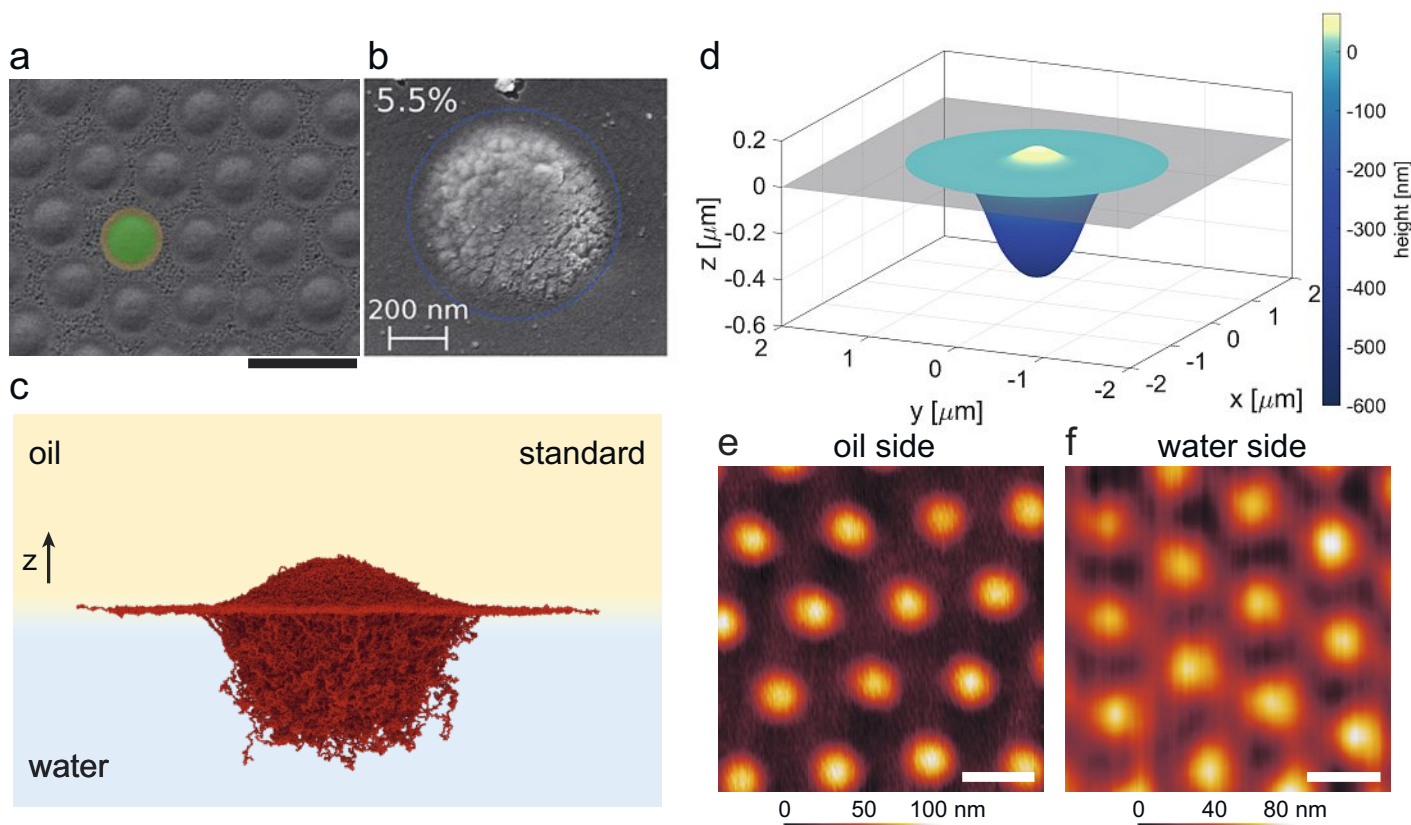 a
b
5.5%
200 nm
c
oil
standard
z
water
d
0.2
0
-0.2
-0.4
-0.6
z [μm]
2
1
0
-1
-2
y [μm]
-2
-1
0
1
2
x [μm]
0
-100
-200
-300
-400
-500
-600
height [nm]
e
oil side
0 50 100 nm
f
water side
0 40 80 nm